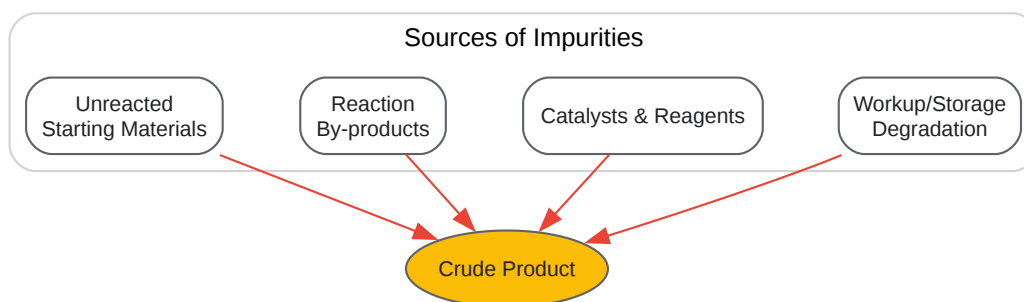 Sources of Impurities
Unreacted
Starting Materials
Reaction
By-products
Catalysts & Reagents
Workup/Storage
Degradation
Crude Product